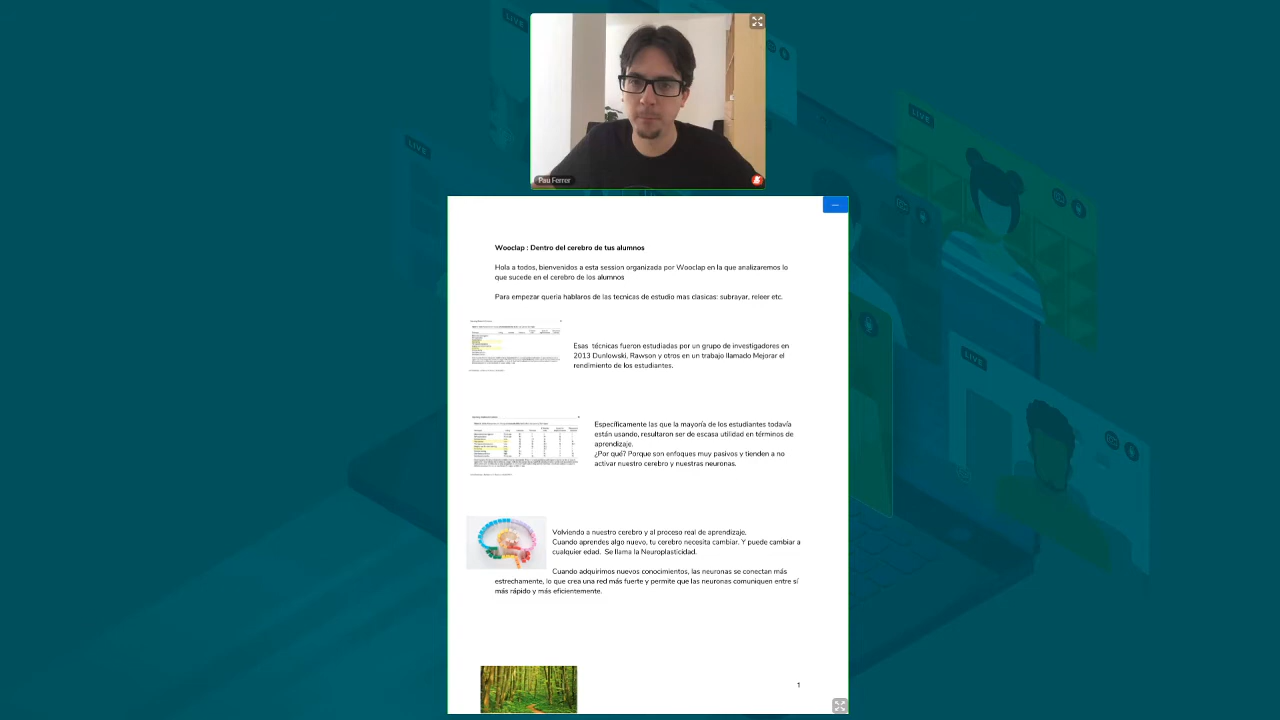 LIVE
LIVE
LIVE
LIVE
Pau Ferrer
Wooclap : Dentro del cerebro de tus alumnos
Hola a todos, bienvenidos a esta session organizada por Wooclap en la que analizaremos lo
que sucede en el cerebro de los alumnos
Para empezar queria hablaros de las tecnicas de estudio mas clasicas: subrayar, releer etc.
Esas técnicas fueron estudiadas por un grupo de investigadores en
2013 Dunlowski, Rawson y otros en un trabajo llamado Mejorar el
rendimiento de los estudiantes.
Específicamente las que la mayoría de los estudiantes todavía
están usando, resultaron ser de escasa utilidad en términos de
aprendizaje.
¿Por qué? Porque son enfoques muy pasivos y tienden a no
activar nuestro cerebro y nuestras neuronas.
Volviendo a nuestro cerebro y al proceso real de aprendizaje.
Cuando aprendes algo nuevo, tu cerebro necesita cambiar. Y puede cambiar a
cualquier edad. Se llama la Neuroplasticidad.
Cuando adquirimos nuevos conocimientos, las neuronas se conectan más
estrechamente, lo que crea una red más fuerte y permite que las neuronas comuniquen entre sí
más rápido y más eficientemente.
1